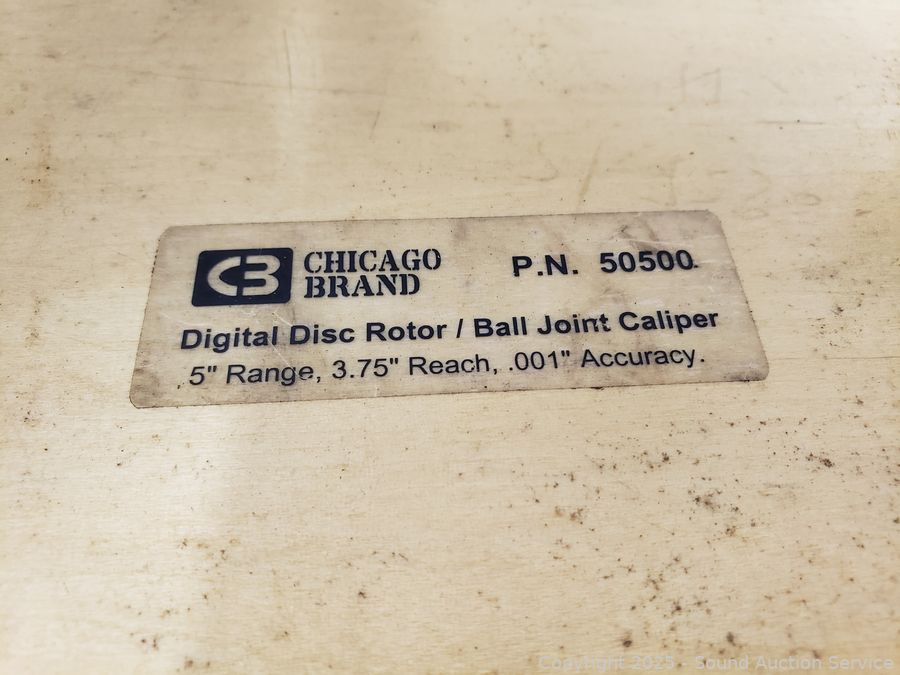 CB CHICAGO BRAND P.N. 50500
Digital Disc Rotor / Ball Joint Caliper
5" Range, 3.75" Reach, .001" Accuracy.
Copyright 2025 - Sound Auction Service